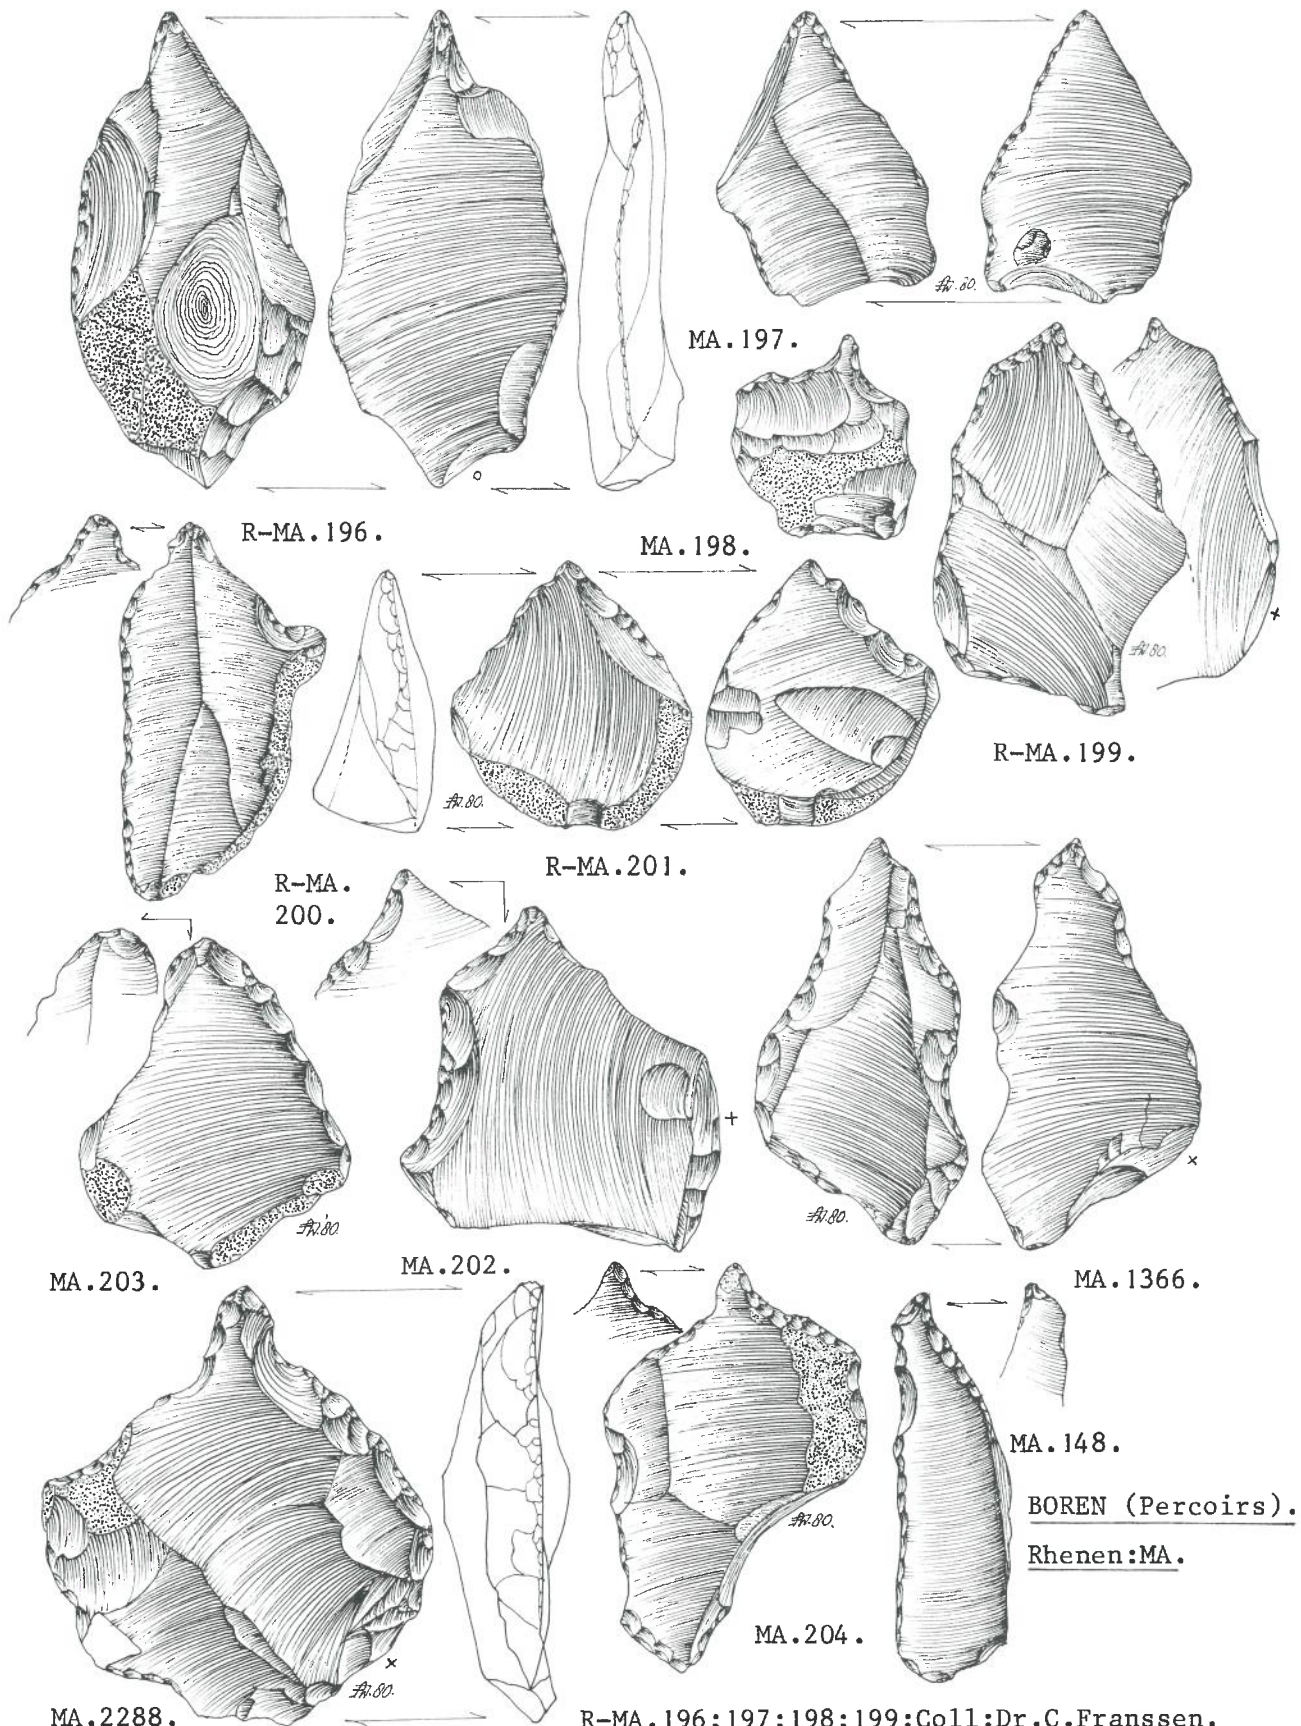 MA.197.
R-MA.196.
MA.198.
R-MA.199.
R-MA.201.
R-MA.
200.
MA.203.
MA.202.
MA.1366.
MA.148.
BOREN (Percoirs).
Rhenen:MA.
MA.204.
MA.2288.
R-MA.196:197:198:199:Coll:Dr.C.Franssen.